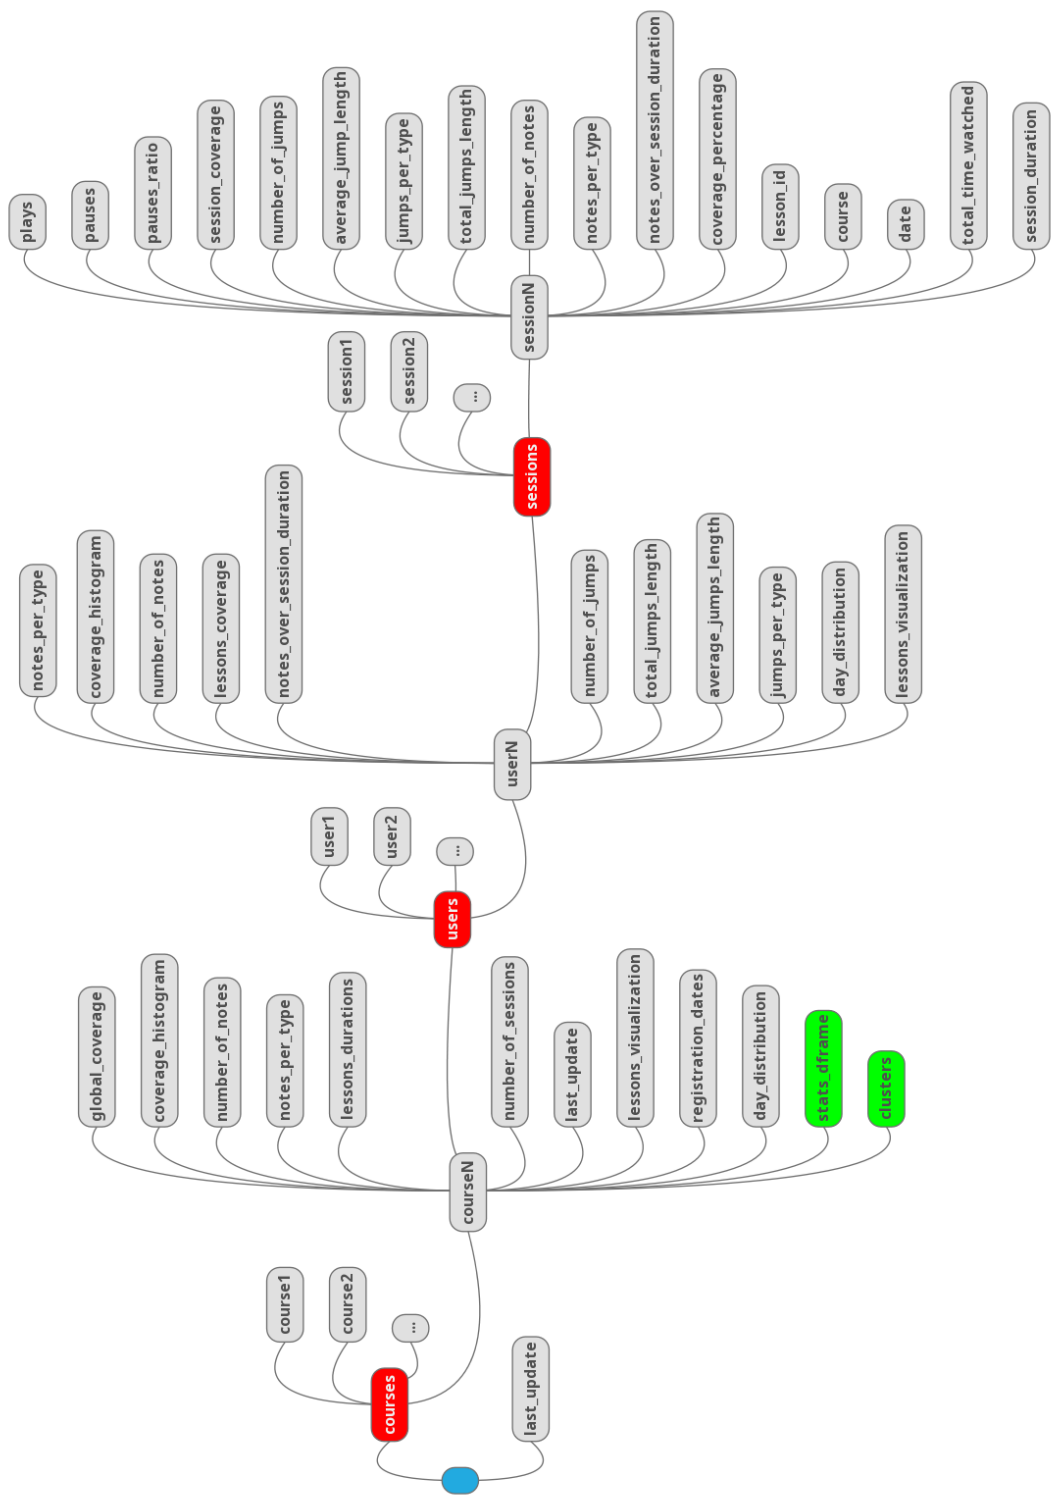 plays
pauses
pauses_ratio
session_coverage
number_of_jumps
average_jump_length
jumps_per_type
total_jumps_length
number_of_notes
notes_per_type
notes_over_session_duration
coverage_percentage
lesson_id
course
date
total_time_watched
session_duration
sessionN
session1
session2
...
sessions
notes_per_type
coverage_histogram
number_of_notes
lessons_coverage
notes_over_session_duration
number_of_jumps
total_jumps_length
average_jumps_length
jumps_per_type
day_distribution
lessons_visualization
userN
user1
user2
...
users
global_coverage
coverage_histogram
number_of_notes
notes_per_type
lessons_durations
number_of_sessions
last_update
lessons_visualization
registration_dates
day_distribution
stats_dframe
clusters
courseN
course1
course2
...
courses
last_update